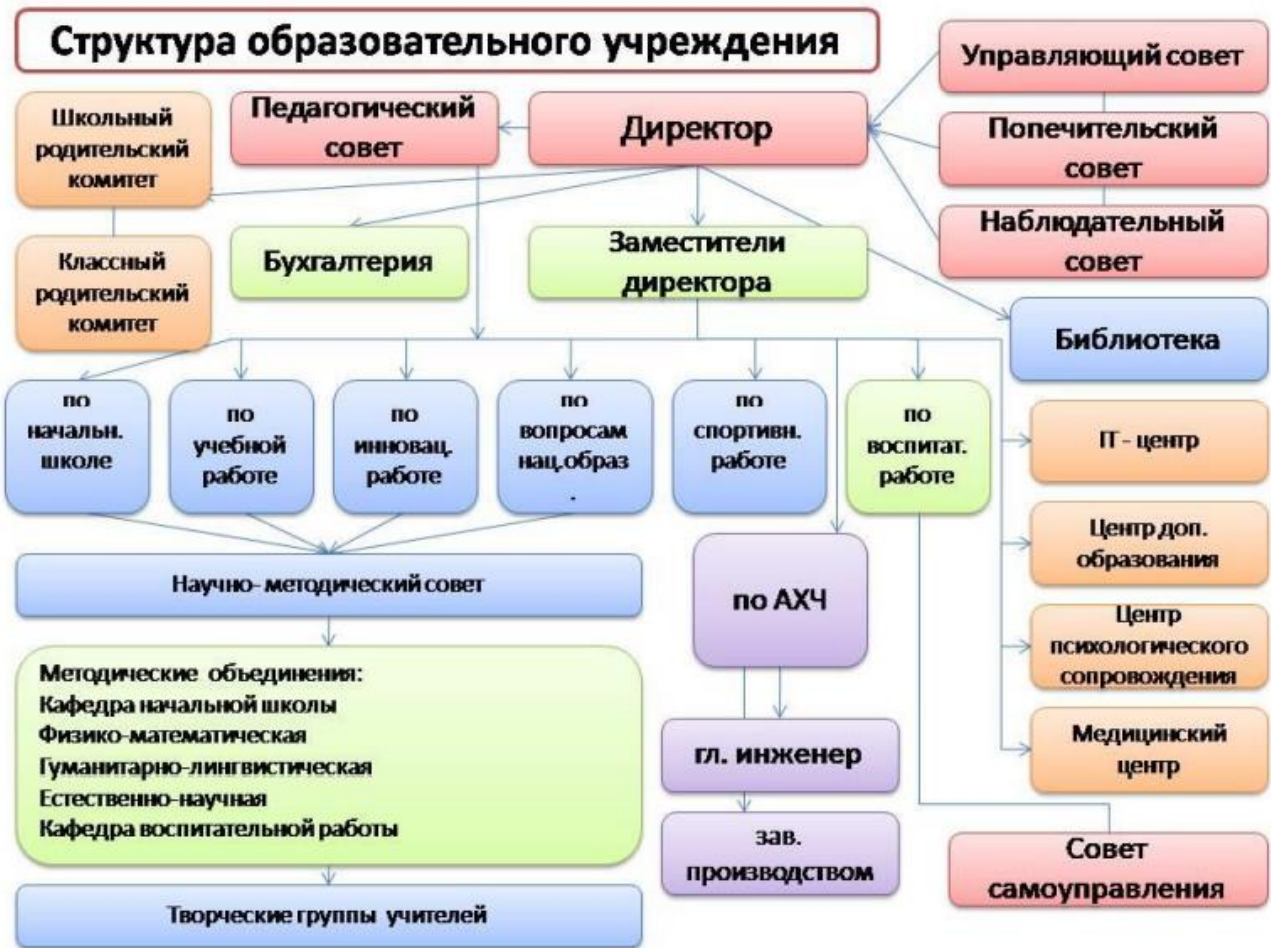 Структура образовательного учреждения
Управляющий совет
Школьный
родительский
комитет
Педагогический
совет
Директор
Попечительский
совет
Наблюдательный
совет
Классный
родительский
комитет
Бухгалтерия
Заместители
директора
Библиотека
по
начальн.
школе
по
учебной
работе
по
инновац.
работе
по
вопросам
нац.образ
.
по
спортивн.
работе
по
воспитат.
работе
IT - центр
Центр доп.
образования
Центр
психологического
сопровождения
Медицинский
центр
Научно- методический совет
по АХЧ
Методические объединения:
Кафедра начальной школы
Физико-математическая
Гуманитарно-лингвистическая
Естественно-научная
Кафедра воспитательной работы
гл. инженер
зав.
производством
Совет
самоуправления
Творческие группы учителей